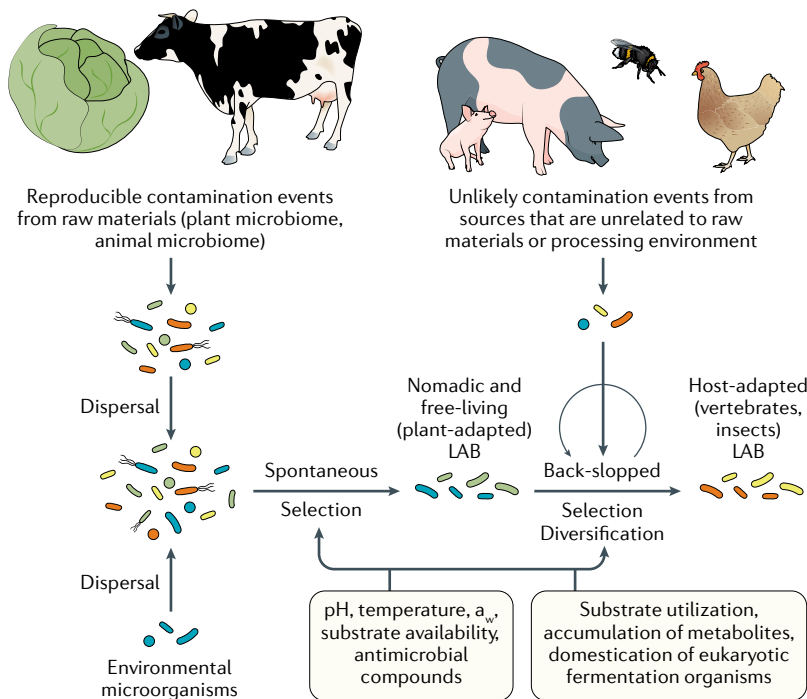 Reproducible contamination events
from raw materials (plant microbiome,
animal microbiome)
Unlikely contamination events from
sources that are unrelated to raw
materials or processing environment
Dispersal
Nomadic and
free-living
(plant-adapted)
LAB
Host-adapted
(vertebrates,
insects)
LAB
Spontaneous
Selection
Back-slopped
Selection
Diversification
Dispersal
Environmental
microorganisms
pH, temperature, a_w,
substrate availability,
antimicrobial
compounds
Substrate utilization,
accumulation of metabolites,
domestication of eukaryotic
fermentation organisms